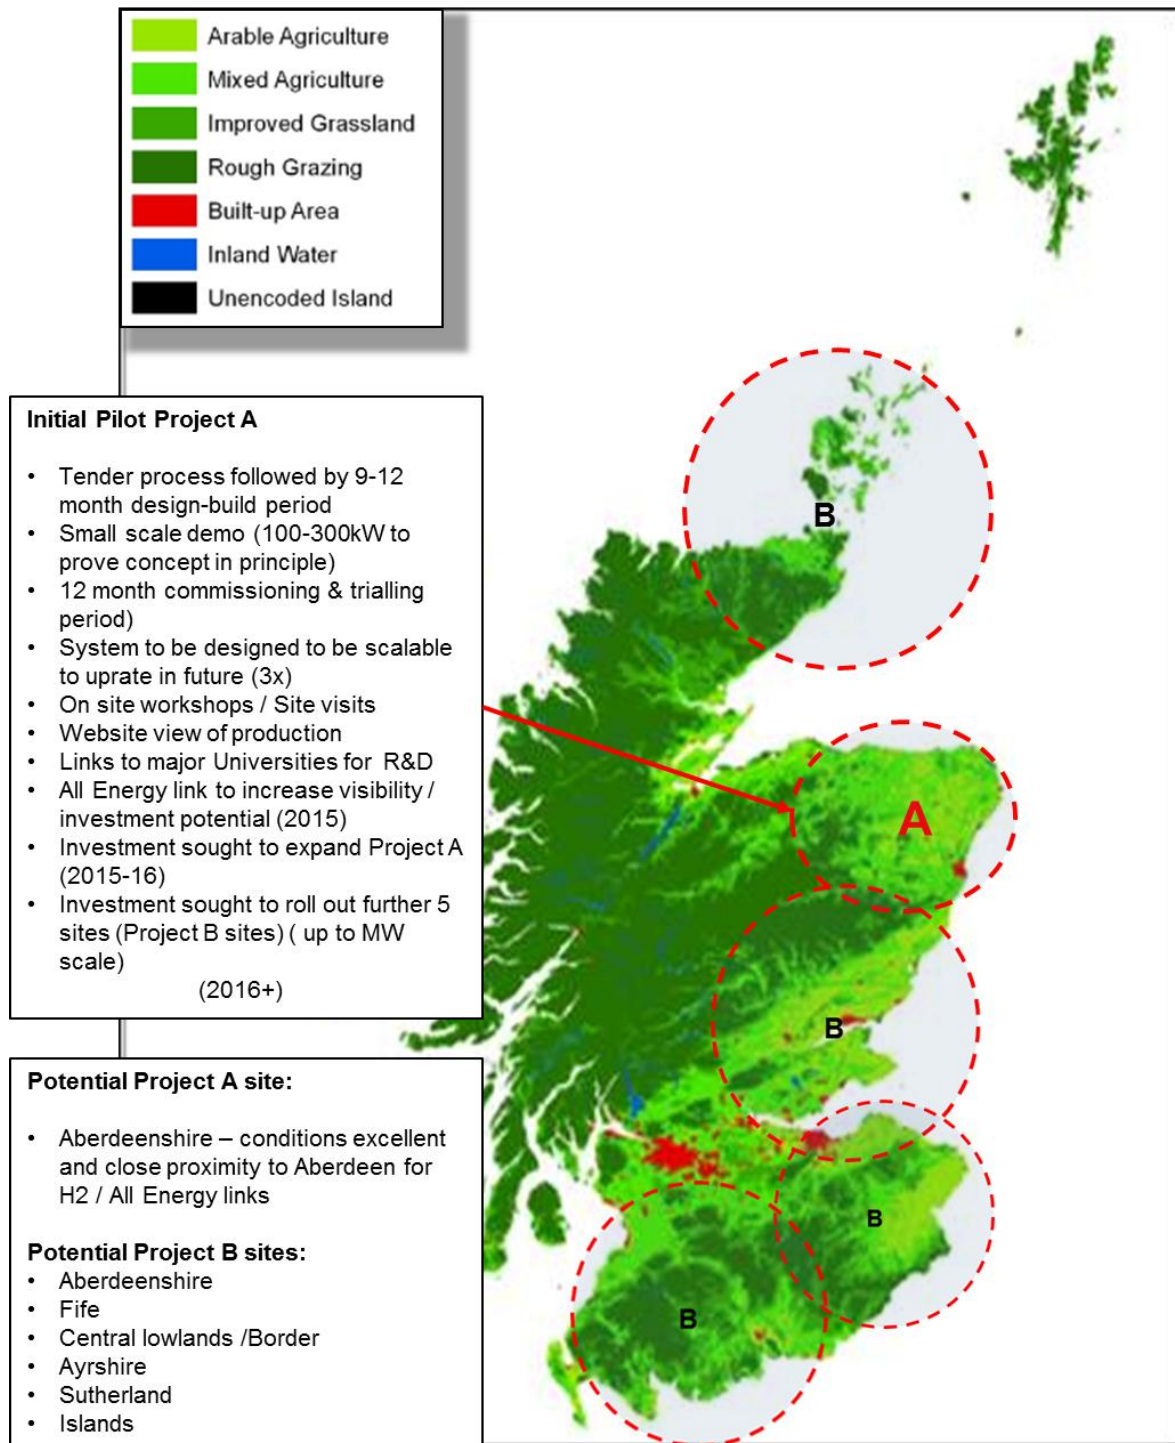 Arable Agriculture
Mixed Agriculture
Improved Grassland
Rough Grazing
Built-up Area
Inland Water
Unencoded Island
Initial Pilot Project A
• Tender process followed by 9-12
month design-build period
• Small scale demo (100-300kW to
prove concept in principle)
• 12 month commissioning & trialling
period)
• System to be designed to be scalable
to uprate in future (3x)
• On site workshops / Site visits
• Website view of production
• Links to major Universities for R&D
• All Energy link to increase visibility /
investment potential (2015)
• Investment sought to expand Project A
(2015-16)
• Investment sought to roll out further 5
sites (Project B sites) ( up to MW
scale)
(2016+)
Potential Project A site:
• Aberdeenshire – conditions excellent
and close proximity to Aberdeen for
H2 / All Energy links
Potential Project B sites:
• Aberdeenshire
• Fife
• Central lowlands /Border
• Ayrshire
• Sutherland
• Islands
B
A
B
B
B